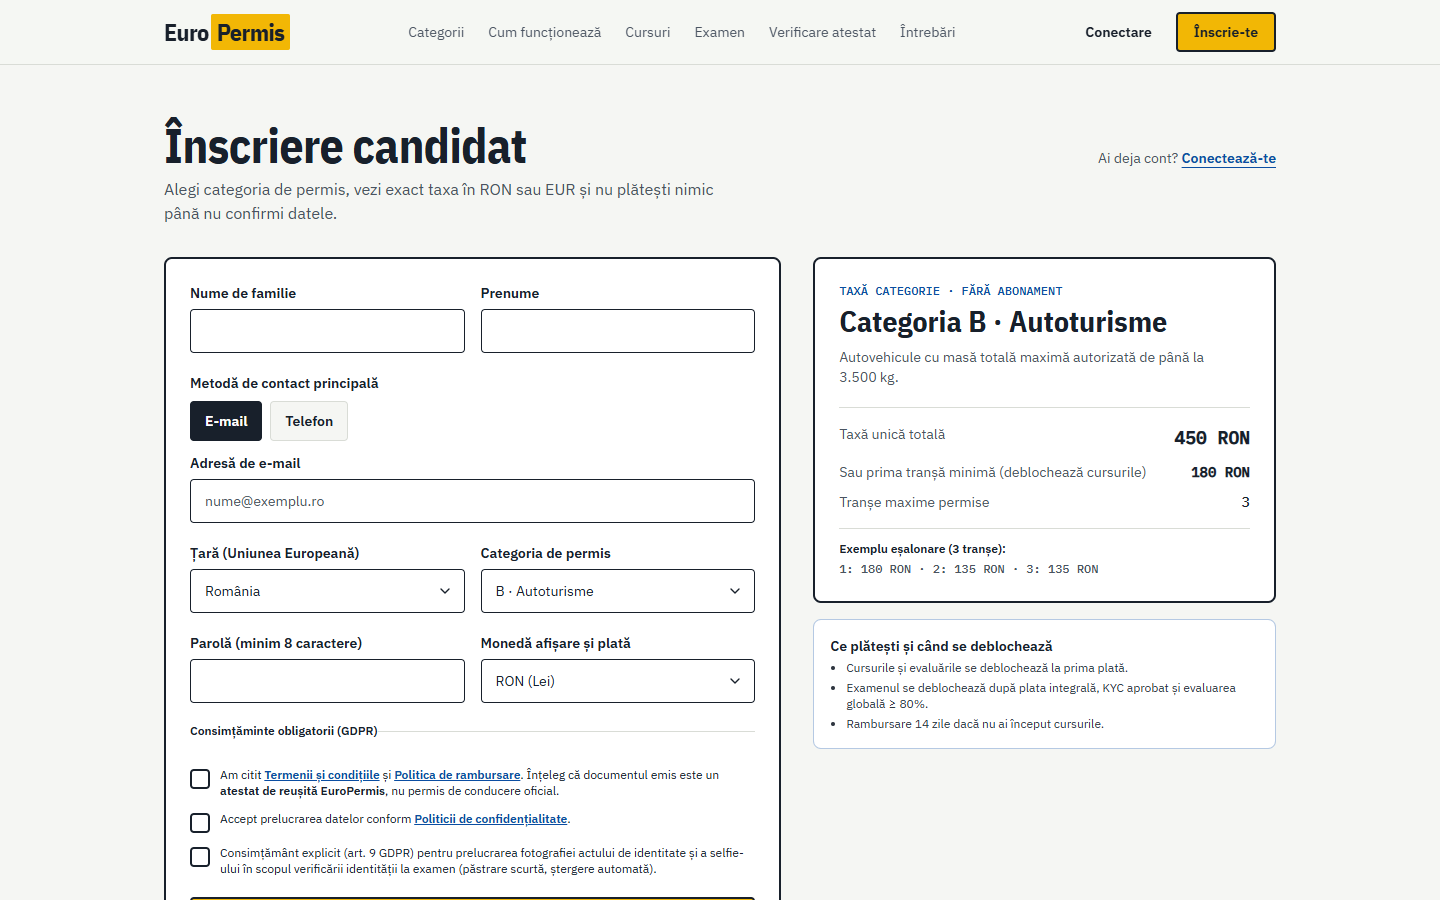 Euro Permis
Categorii
Cum funcționează
Cursuri
Examen
Verificare atestat
Întrebări
Conectare
Înscrie-te
Înscriere candidat
Alegi categoria de permis, vezi exact taxa în RON sau EUR și nu plătești nimic
până nu confirmi datele.
Ai deja cont? Conectează-te
Nume de familie
Prenume
Metodă de contact principală
E-mail
Telefon
Adresă de e-mail
nume@exemplu.ro
Țară (Uniunea Europeană)
Categoria de permis
România
B · Autoturisme
Parolă (minim 8 caractere)
Monedă afișare și plată
RON (Lei)
Consimțăminte obligatorii (GDPR)
Am citit Termenii și condițiile și Politica de rambursare. Înțeleg că documentul emis este un
atestat de reușită EuroPermis, nu permis de conducere oficial.
Accept prelucrarea datelor conform Politicii de confidențialitate.
Consimțământ explicit (art. 9 GDPR) pentru prelucrarea fotografiei actului de identitate și a selfie-
ului în scopul verificării identității la examen (păstrare scurtă, ștergere automată).
TAXĂ CATEGORIE · FĂRĂ ABONAMENT
Categoria B · Autoturisme
Autovehicule cu masă totală maximă autorizată de până la
3.500 kg.
Taxă unică totală
450 RON
Sau prima tranșă minimă (deblochează cursurile)
180 RON
Tranșe maxime permise
3
Exemplu eșalonare (3 tranșe):
1: 180 RON · 2: 135 RON · 3: 135 RON
Ce plătești și când se deblochează
Cursurile și evaluările se deblochează la prima plată.
Examenul se deblochează după plata integrală, KYC aprobat și evaluarea
globală ≥ 80%.
Rambursare 14 zile dacă nu ai început cursurile.